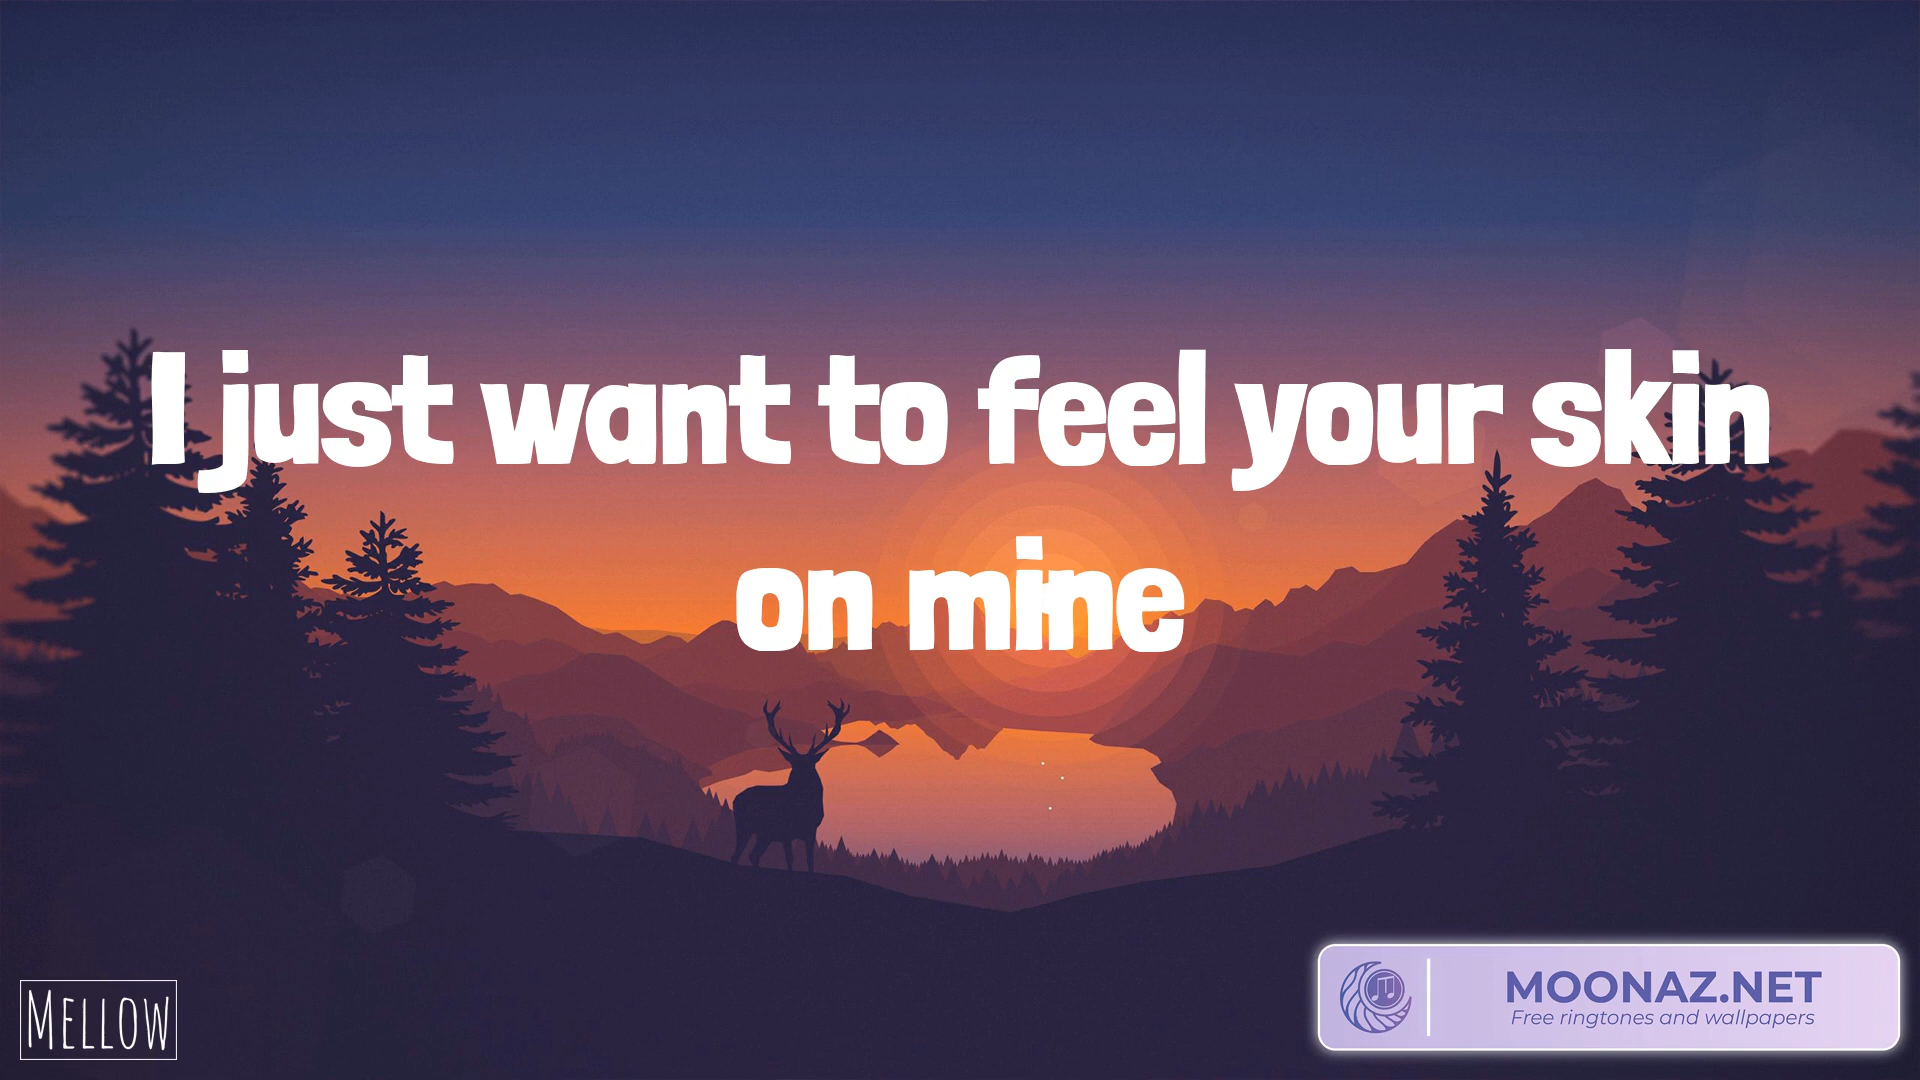 I just want to feel your skin
on mine
MELLOW
MOONAZ.NET
Free ringtones and wallpapers